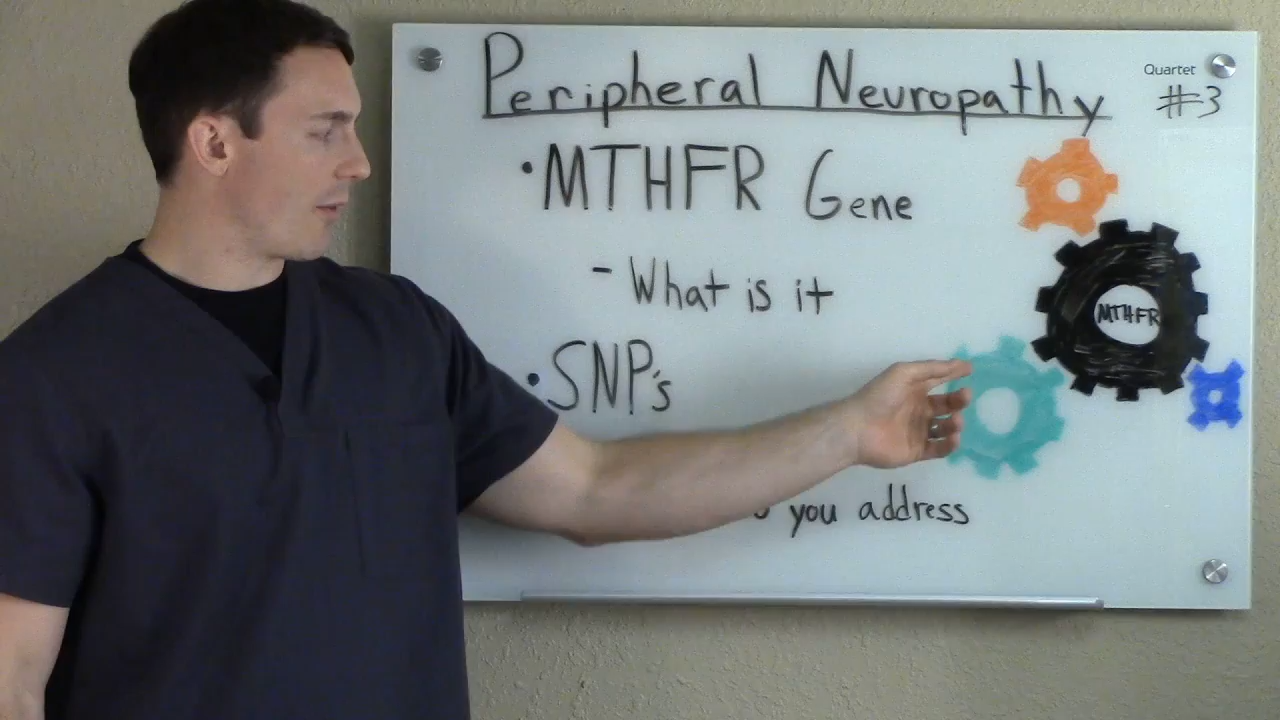 Peripheral Neuropathy
Quartet
#3
•MTHFR Gene
- What is it
MTHFR
•SNP's
you address